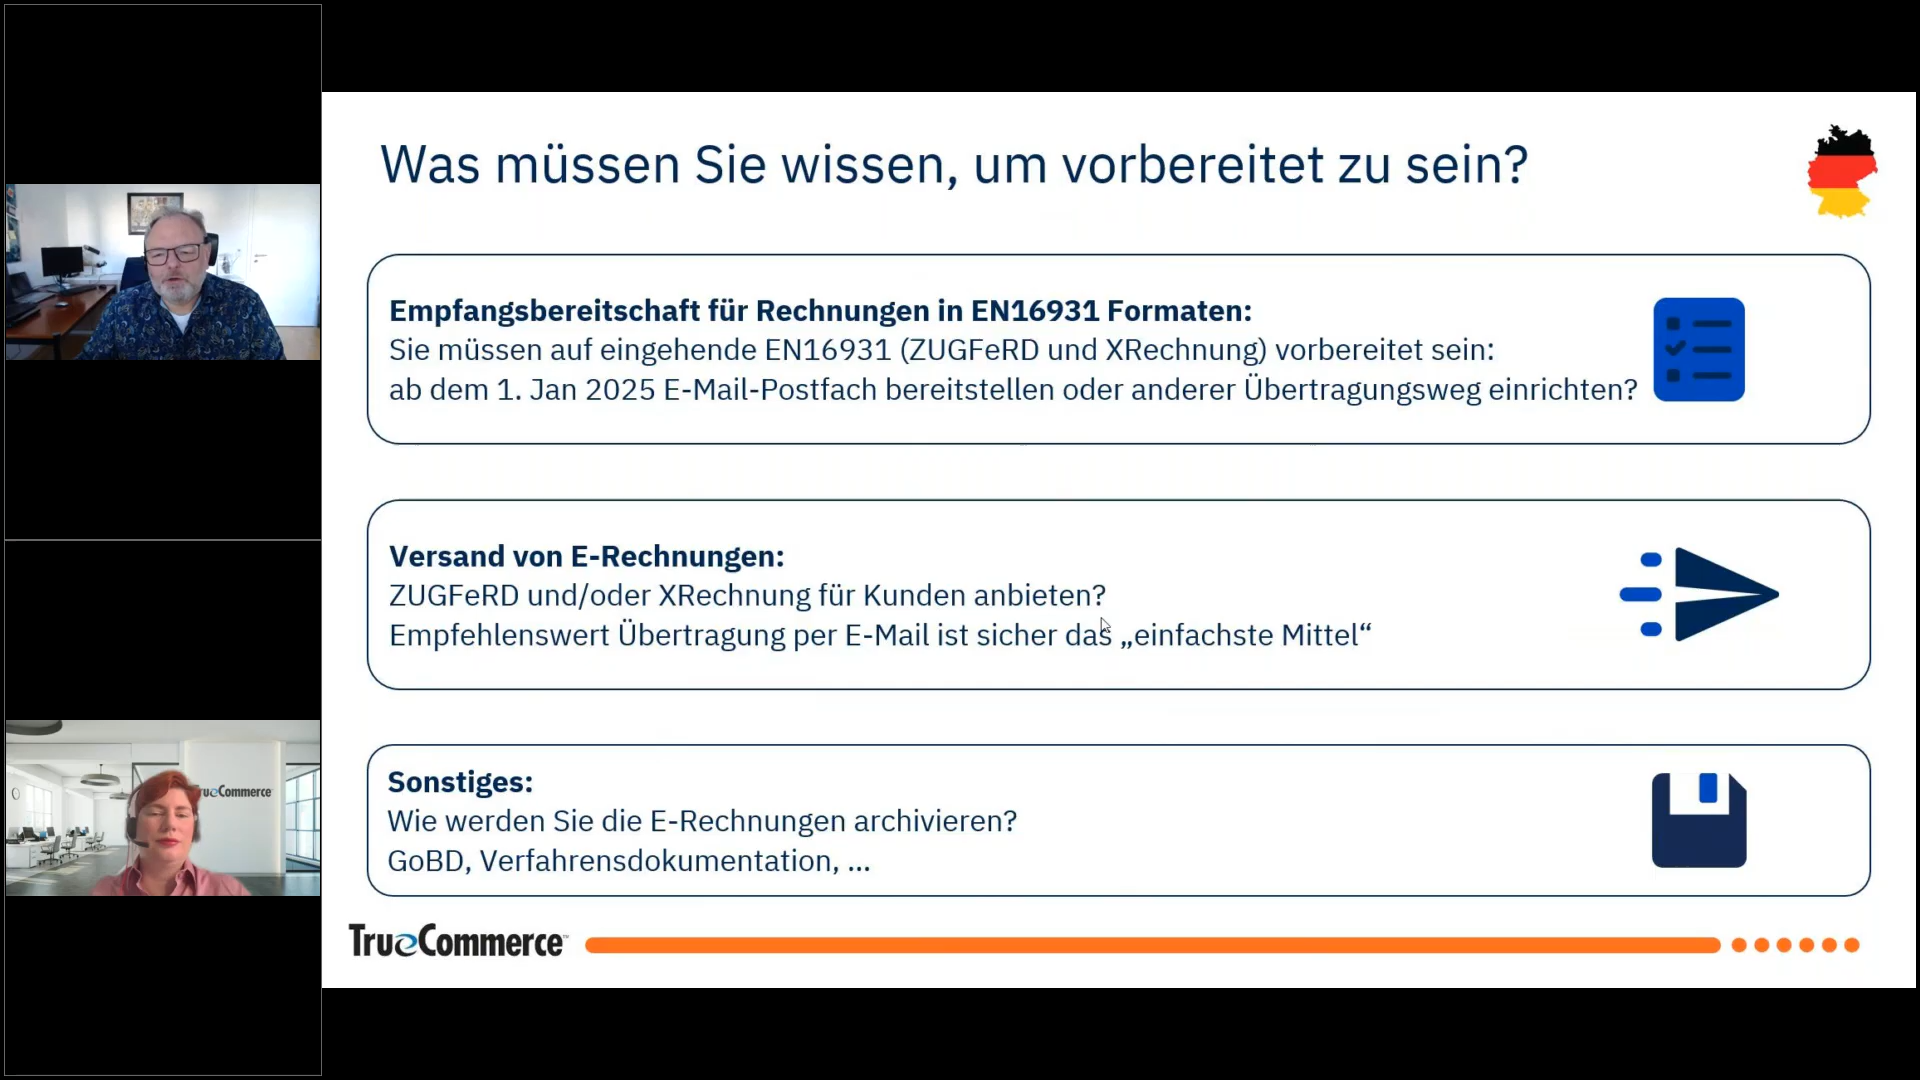 Was müssen Sie wissen, um vorbereitet zu sein?
Empfangsbereitschaft für Rechnungen in EN16931 Formaten:
Sie müssen auf eingehende EN16931 (ZUGFeRD und XRechnung) vorbereitet sein:
ab dem 1. Jan 2025 E-Mail-Postfach bereitstellen oder anderer Übertragungsweg einrichten?
Versand von E-Rechnungen:
ZUGFeRD und/oder XRechnung für Kunden anbieten?
Empfehlenswert Übertragung per E-Mail ist sicher das „einfachste Mittel“
Sonstiges:
Wie werden Sie die E-Rechnungen archivieren?
GoBD, Verfahrensdokumentation, ...
TrueCommerce™
TrueCommerce